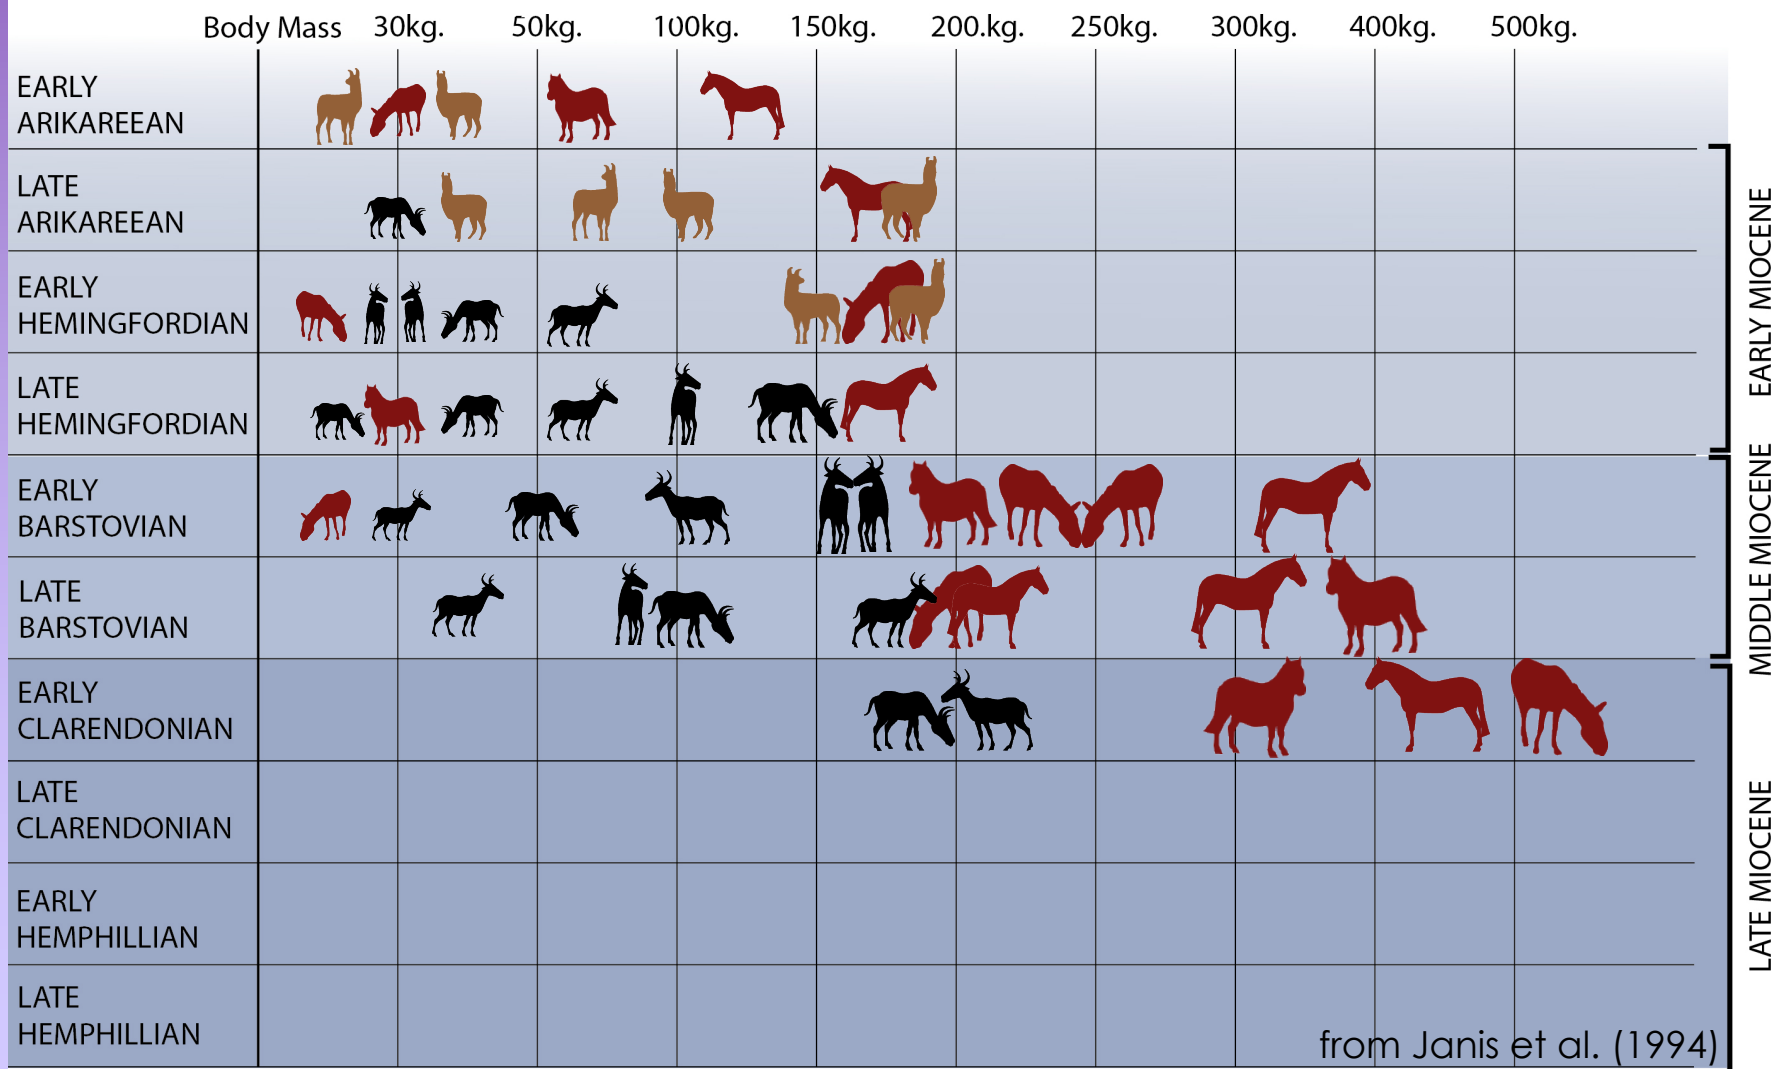 Body Mass 30kg. 50kg. 100kg. 150kg. 200.kg. 250kg. 300kg. 400kg. 500kg.
EARLY
ARIKAREEAN
LATE
ARIKAREEAN
EARLY
HEMINGFORDIAN
LATE
HEMINGFORDIAN
EARLY
BARSTOVIAN
LATE
BARSTOVIAN
EARLY
CLARENDONIAN
LATE
CLARENDONIAN
EARLY
HEMPHILLIAN
LATE
HEMPHILLIAN
EARLY MIOCENE
MIDDLE MIOCENE
LATE MIOCENE
from Janis et al. (1994)